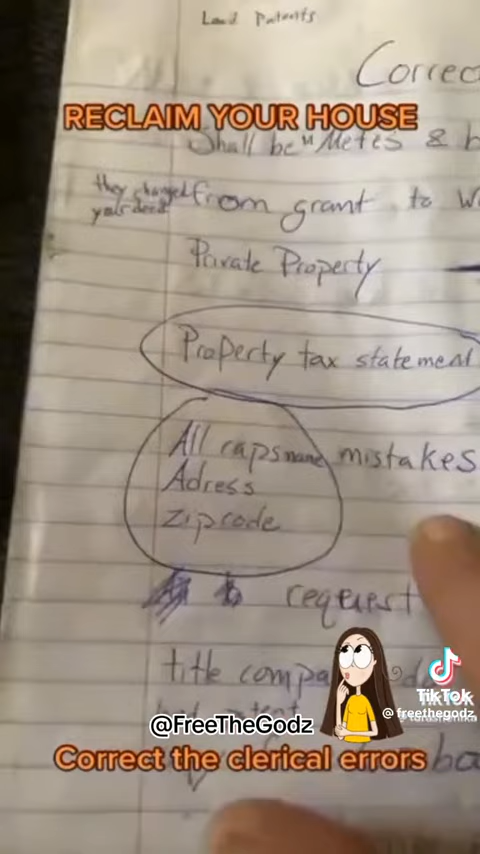 Land Patents
Correc
RECLAIM YOUR HOUSE
Shall be "Metes & b
they changed
your deed
from grant to W
Private Property
Property tax statement
All caps name mistakes
Adress
Zipcode
request
title compa
TikTok
@ freethegodz
@FreeTheGodz
Correct the clerical errors